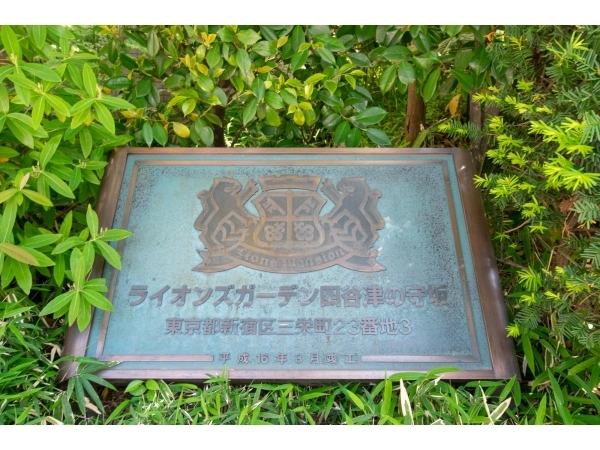 Lions Mansion
ライオンズガーデン四谷津の守坂
東京都新宿区三栄町23番地3
平成16年3月竣工